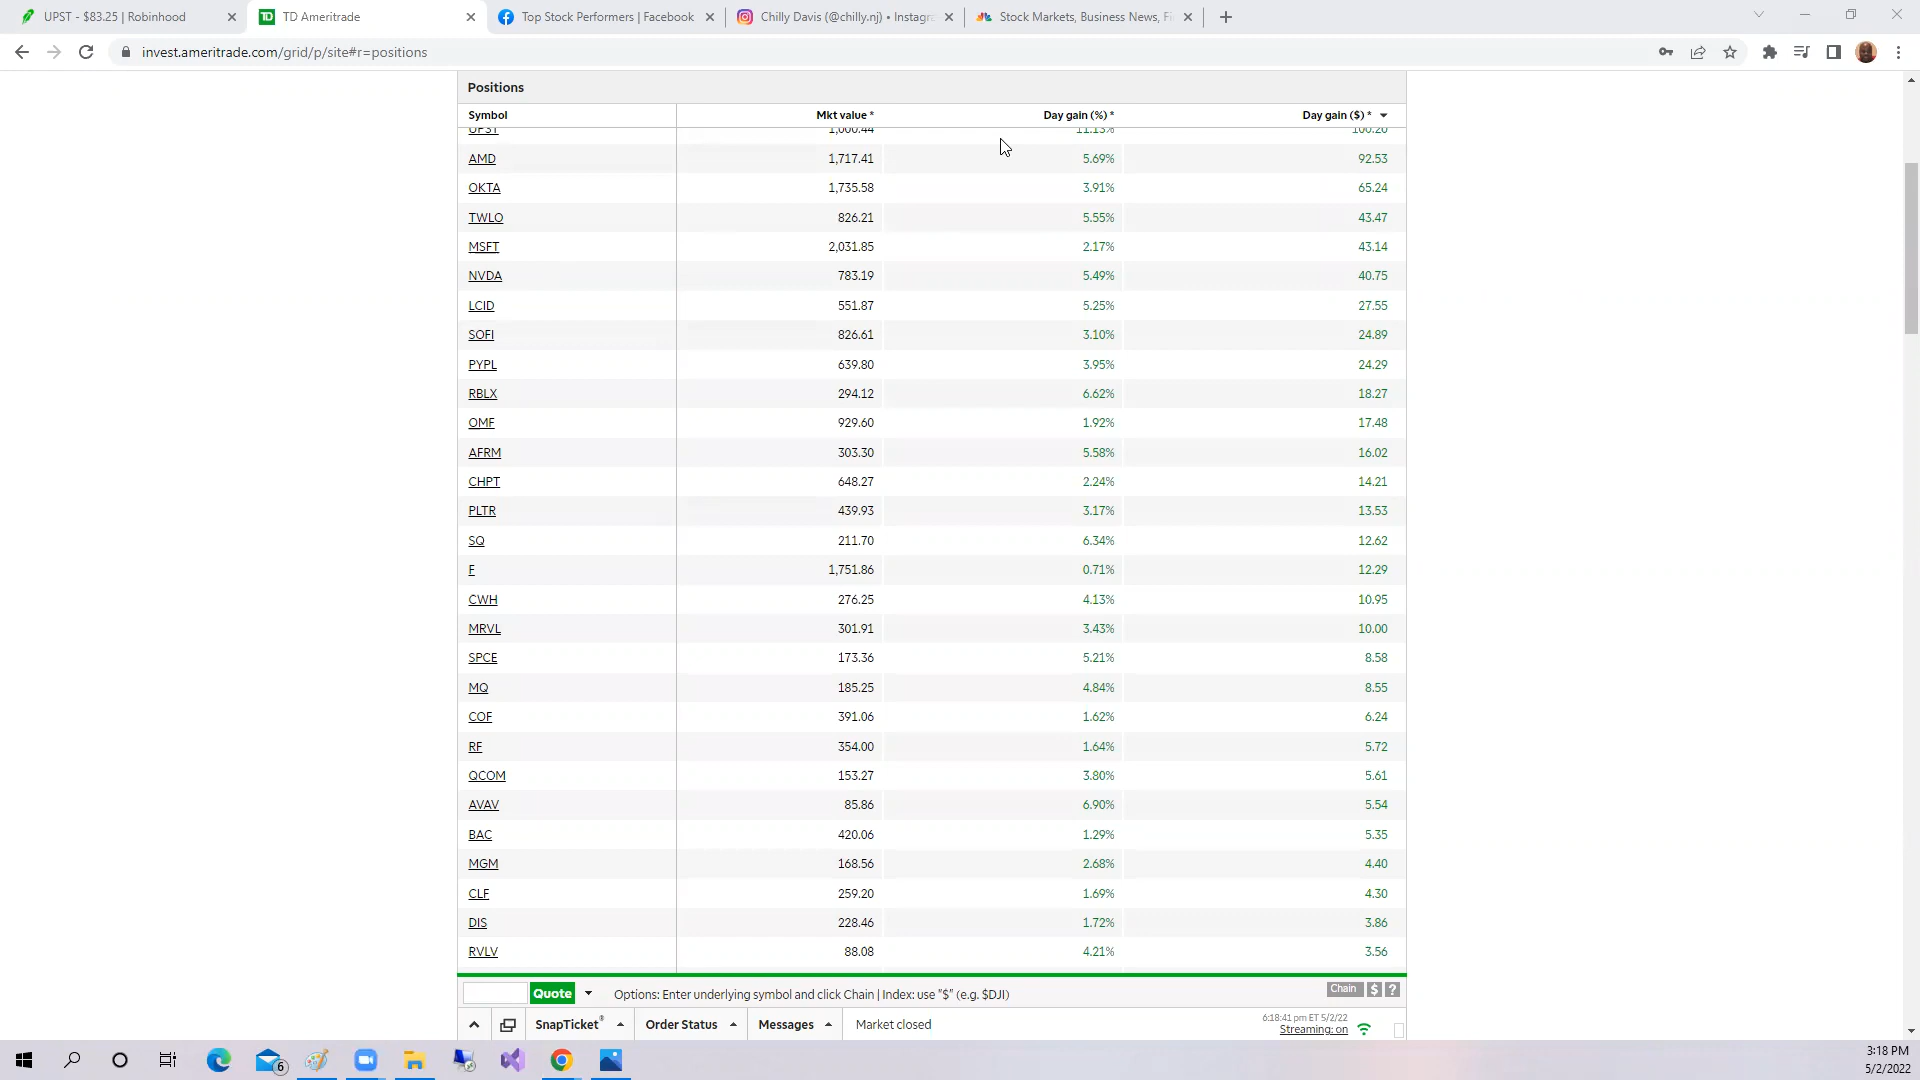 UPST - $83.25 | Robinhood
TD Ameritrade
Top Stock Performers | Facebook
Chilly Davis (@chilly.nj) • Instagra
Stock Markets, Business News, Fi
invest.ameritrade.com/grid/p/site#r=positions
Positions
Symbol Mkt value * Day gain (%) * Day gain ($) *
UPST 1,000.44 11.13% 100.20
AMD 1,717.41 5.69% 92.53
OKTA 1,735.58 3.91% 65.24
TWLO 826.21 5.55% 43.47
MSFT 2,031.85 2.17% 43.14
NVDA 783.19 5.49% 40.75
LCID 551.87 5.25% 27.55
SOFI 826.61 3.10% 24.89
PYPL 639.80 3.95% 24.29
RBLX 294.12 6.62% 18.27
OMF 929.60 1.92% 17.48
AFRM 303.30 5.58% 16.02
CHPT 648.27 2.24% 14.21
PLTR 439.93 3.17% 13.53
SQ 211.70 6.34% 12.62
F 1,751.86 0.71% 12.29
CWH 276.25 4.13% 10.95
MRVL 301.91 3.43% 10.00
SPCE 173.36 5.21% 8.58
MQ 185.25 4.84% 8.55
COF 391.06 1.62% 6.24
RF 354.00 1.64% 5.72
QCOM 153.27 3.80% 5.61
AVAV 85.86 6.90% 5.54
BAC 420.06 1.29% 5.35
MGM 168.56 2.68% 4.40
CLF 259.20 1.69% 4.30
DIS 228.46 1.72% 3.86
RVLV 88.08 4.21% 3.56
Quote Options: Enter underlying symbol and click Chain | Index: use "$" (e.g. $DJI) Chain $ ?
SnapTicket® Order Status Messages Market closed
6:18:41 pm ET 5/2/22
Streaming: on
6
3:18 PM
5/2/2022